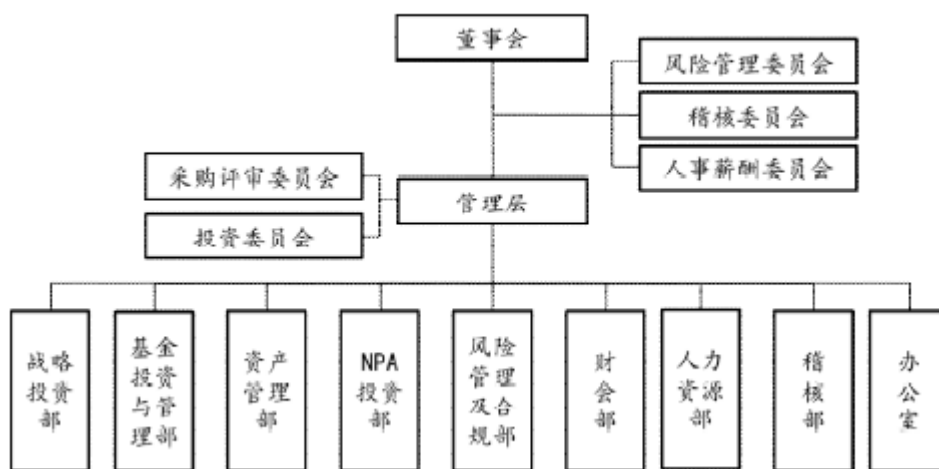 董事会
风险管理委员会
稽核委员会
人事薪酬委员会
采购评审委员会
管理层
投资委员会
战略
投资
部
基金
投资
与管
理部
资产
管理
部
NPA
投资
部
风险
管理
及合
规部
财
会
部
人力
资源
部
稽
核
部
办
公
室